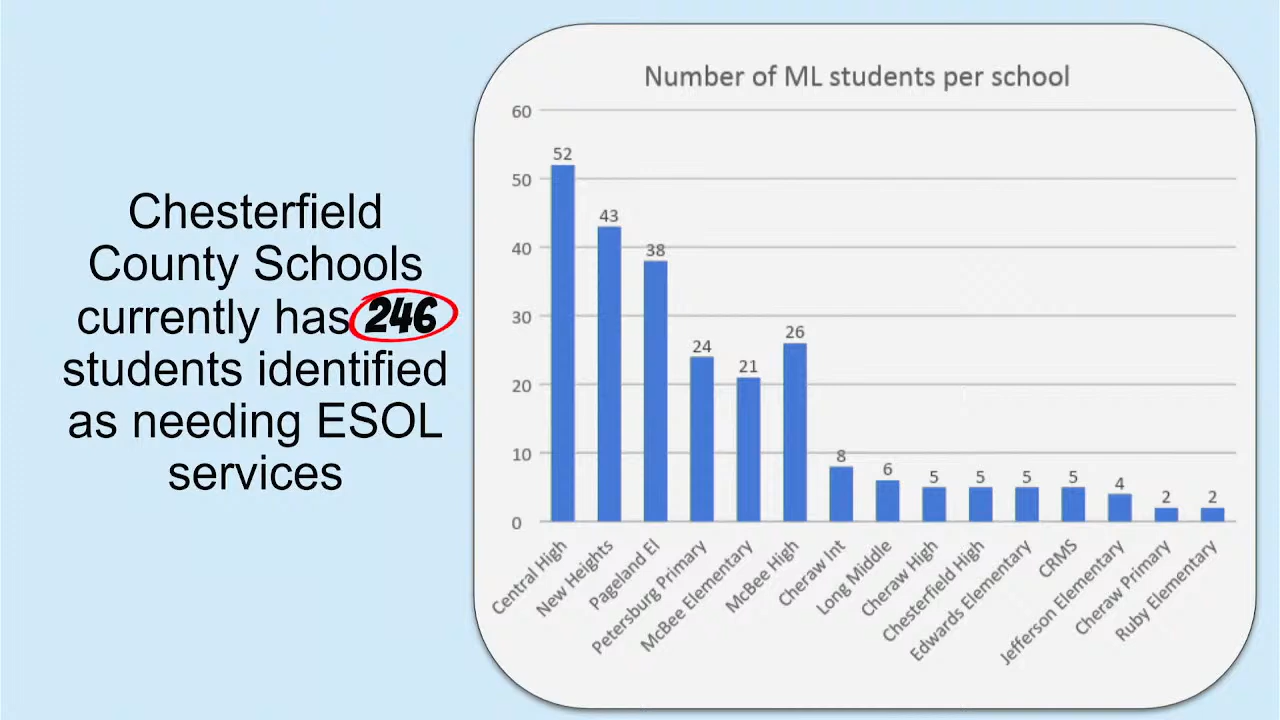 Chesterfield
County Schools
currently has 246
students identified
as needing ESOL
services
Number of ML students per school
60
50
40
30
20
10
0
52
43
38
24
21
26
8
6
5
5
5
5
4
2
2
Central High
New Heights
Pageland El
Petersburg Primary
McBee Elementary
McBee High
Cheraw Int
Long Middle
Cheraw High
Chesterfield High
Edwards Elementary
CRMS
Jefferson Elementary
Cheraw Primary
Ruby Elementary